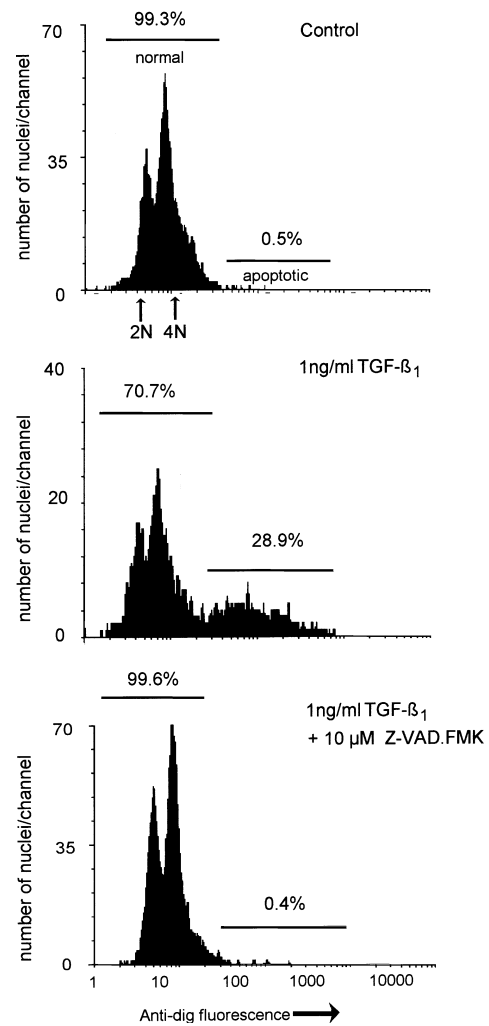 99.3%
70
Control
normal
number of nuclei/channel
35
0.5%
apoptotic
0
2N 4N
40
1ng/ml TGF-ß1
70.7%
number of nuclei/channel
20
28.9%
0
99.6%
1ng/ml TGF-ß1
+ 10 µM Z-VAD.FMK
70
number of nuclei/channel
35
0.4%
0
1 10 100 1000 10000
Anti-dig fluorescence